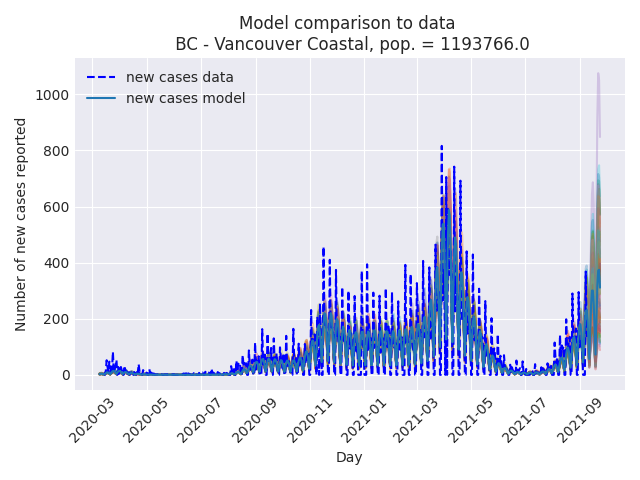 Model comparison to data
BC - Vancouver Coastal, pop. = 1193766.0
new cases data
new cases model
Number of new cases reported
1000
800
600
400
200
0
2020-03
2020-05
2020-07
2020-09
2020-11
2021-01
2021-03
2021-05
2021-07
2021-09
Day